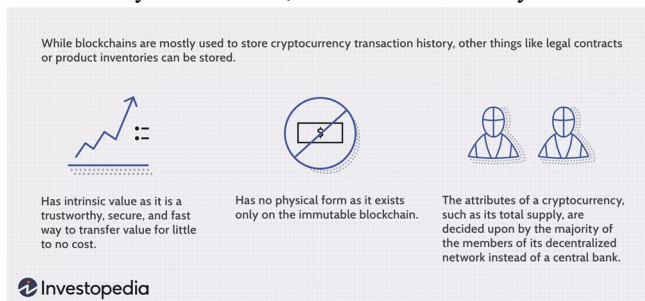 While blockchains are mostly used to store cryptocurrency transaction history, other things like legal contracts
or product inventories can be stored.
$
Has intrinsic value as it is a
trustworthy, secure, and fast
way to transfer value for little
to no cost.
Has no physical form as it exists
only on the immutable blockchain.
The attributes of a cryptocurrency,
such as its total supply, are
decided upon by the majority of
the members of its decentralized
network instead of a central bank.
Investopedia